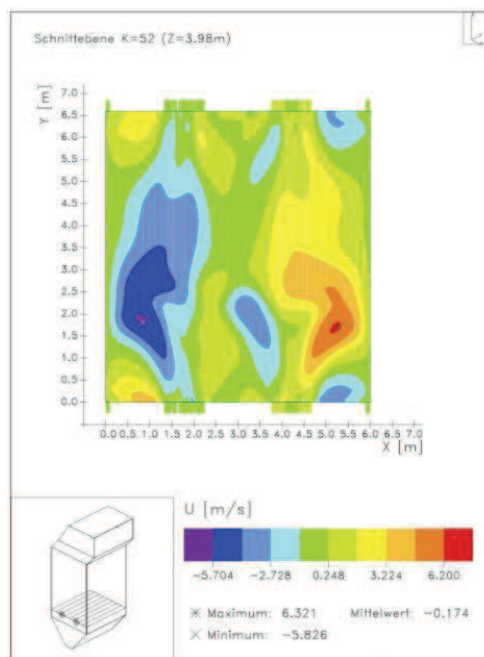 Schnittebene K=52 (Z=3.98m)
Y [m]
7.0
6.5
6.0
5.5
5.0
4.5
4.0
3.5
3.0
2.5
2.0
1.5
1.0
0.5
0.0
0.0 0.5 1.0 1.5 2.0 2.5 3.0 3.5 4.0 4.5 5.0 5.5 6.0 6.5 7.0
X [m]
U [m/s]
-5.704 -2.728 0.248 3.224 6.200
Maximum: 6.321 Mittelwert: -0.174
Minimum: -5.826